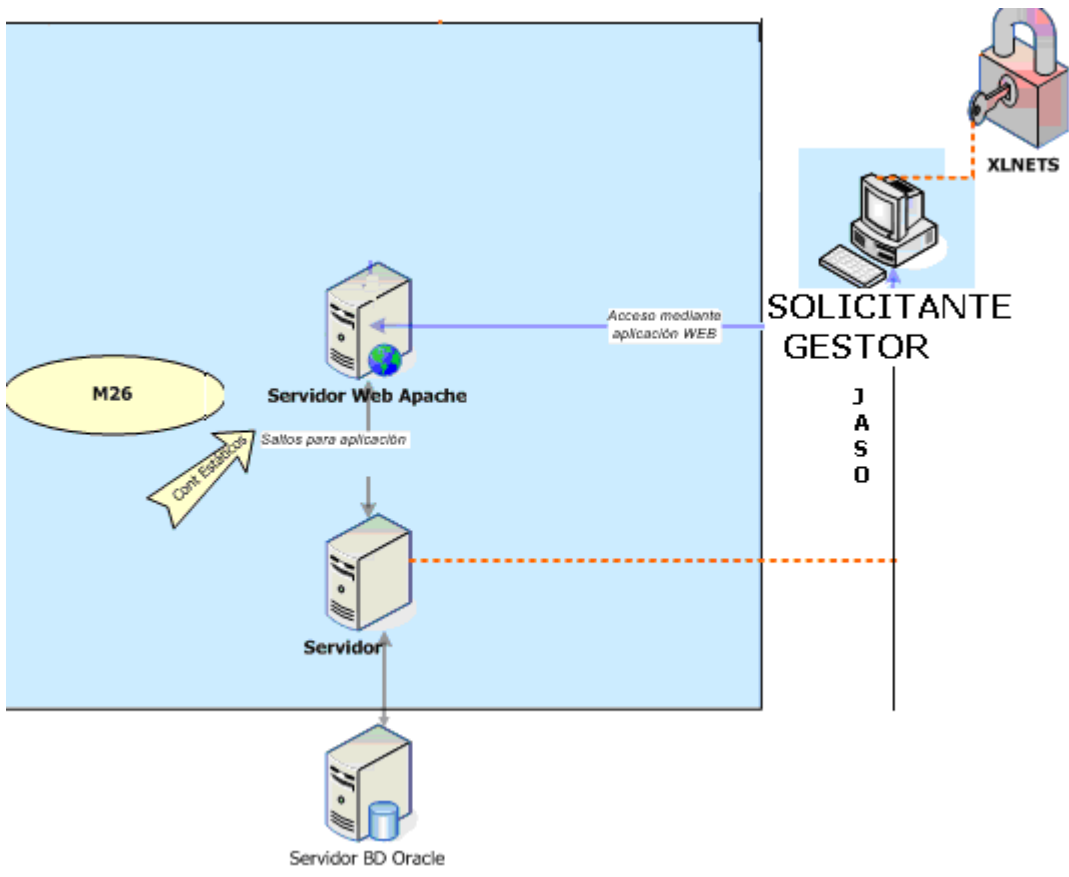 XLNETS
SOLICITANTE
GESTOR
Acceso mediante
aplicación WEB
Servidor Web Apache
M26
J
A
S
O
Saltos para aplicación
Cont Estáticos
Servidor
Servidor BD Oracle